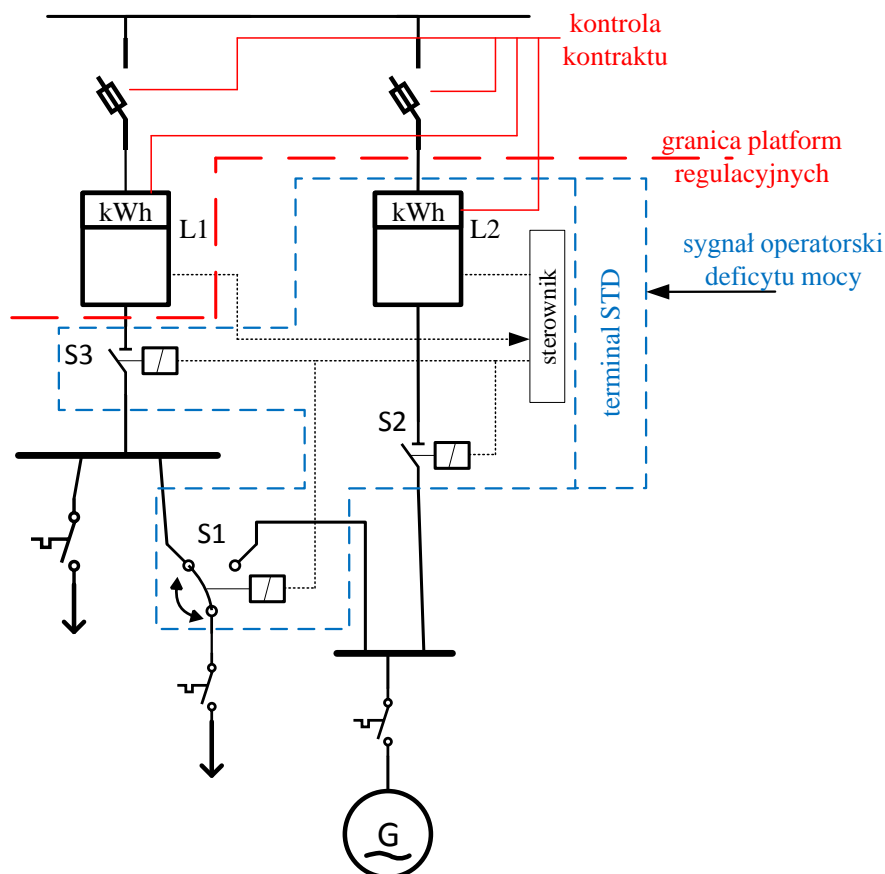 kontrola
kontraktu
granica platform
regulacyjnych
kWh
L1
kWh
L2
sygnał operatorski
deficytu mocy
sterownik
terminal STD
S3
S2
S1
G